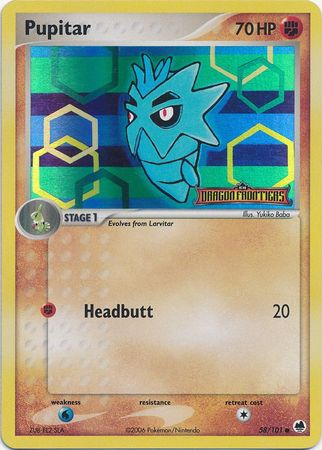 Pupitar
70 HP
DRAGON FRONTIERS
Illus. Yukiko Baba
STAGE 1
Evolves from Larvitar
Headbutt 20
weakness resistance retreat cost
©2006 Pokémon/Nintendo
58/101